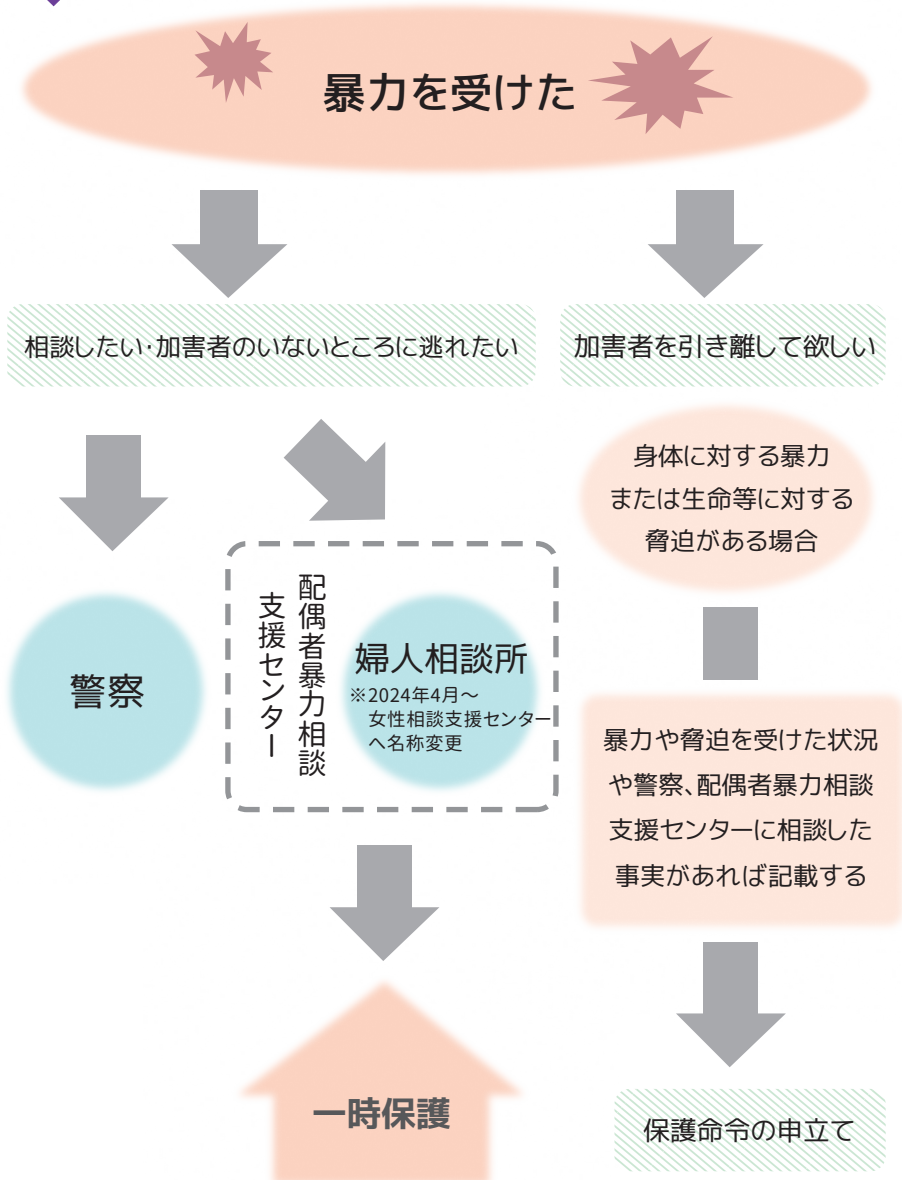 暴力を受けた
相談したい・加害者のいないところに逃れたい
加害者を引き離して欲しい
身体に対する暴力
または生命等に対する
脅迫がある場合
警察
配偶者暴力相談
支援センター
婦人相談所
※2024年4月～
女性相談支援センター
へ名称変更
暴力や脅迫を受けた状況
や警察、配偶者暴力相談
支援センターに相談した
事実があれば記載する
一時保護
保護命令の申立て